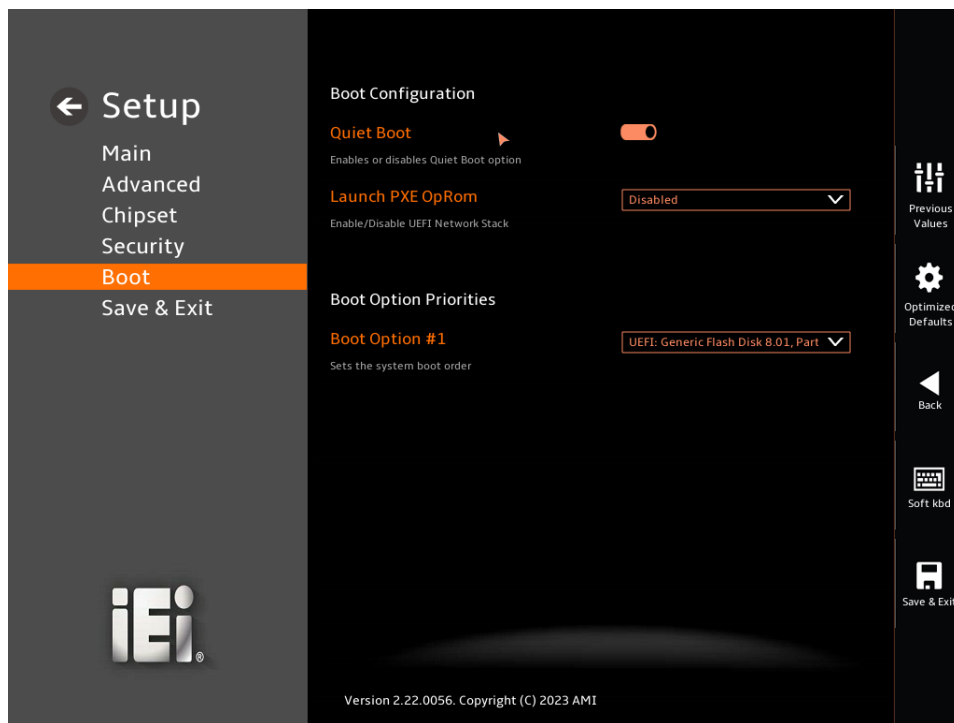 Setup
Main
Advanced
Chipset
Security
Boot
Save & Exit
iEi®
Boot Configuration
Quiet Boot
Enables or disables Quiet Boot option
Launch PXE OpRom
Disabled
Enable/Disable UEFI Network Stack
Boot Option Priorities
Boot Option #1
UEFI: Generic Flash Disk 8.01, Part
Sets the system boot order
Version 2.22.0056. Copyright (C) 2023 AMI
Previous
Values
Optimized
Defaults
Back
Soft kbd
Save & Exit